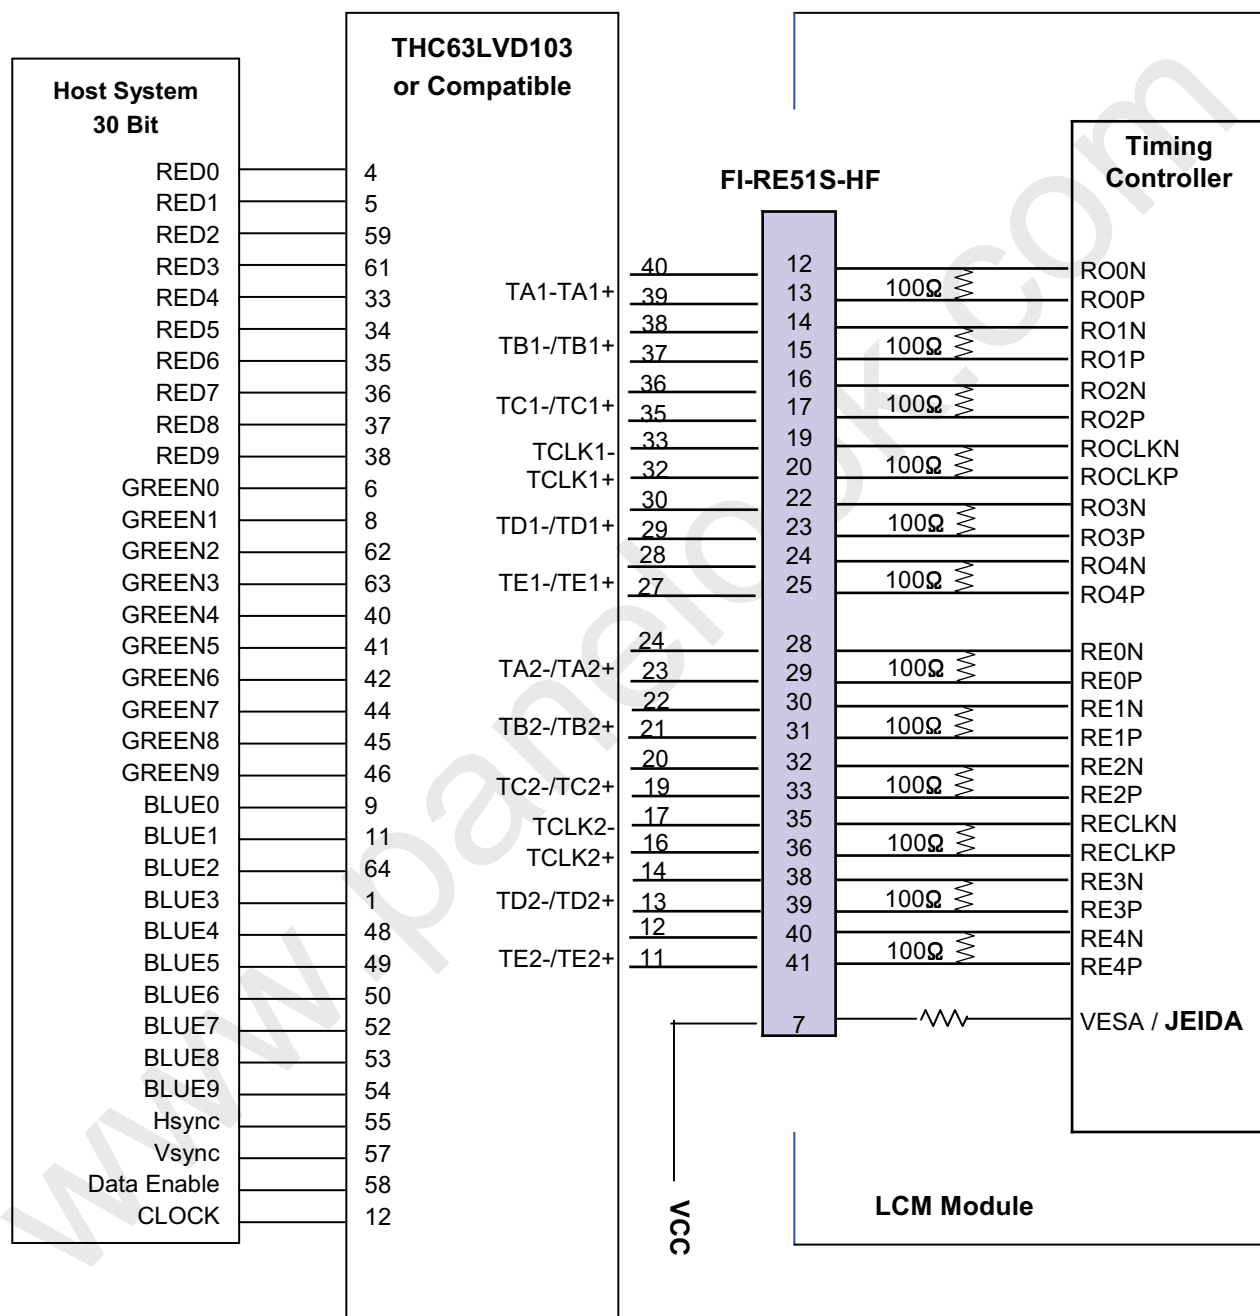 THC63LVD103
or Compatible
Host System
30 Bit
RED0 4
RED1 5
RED2 59
RED3 61
RED4 33
RED5 34
RED6 35
RED7 36
RED8 37
RED9 38
GREEN0 6
GREEN1 8
GREEN2 62
GREEN3 63
GREEN4 40
GREEN5 41
GREEN6 42
GREEN7 44
GREEN8 45
GREEN9 46
BLUE0 9
BLUE1 11
BLUE2 64
BLUE3 1
BLUE4 48
BLUE5 49
BLUE6 50
BLUE7 52
BLUE8 53
BLUE9 54
Hsync 55
Vsync 57
Data Enable 58
CLOCK 12
FI-RE51S-HF
Timing
Controller
40 12 RO0N
TA1-TA1+ 100Ω
39 13 RO0P
38 14 RO1N
TB1-/TB1+ 100Ω
37 15 RO1P
36 16 RO2N
TC1-/TC1+ 100Ω
35 17 RO2P
TCLK1- 33 19 ROCLKN
100Ω
TCLK1+ 32 20 ROCLKP
30 22 RO3N
TD1-/TD1+ 100Ω
29 23 RO3P
28 24 RO4N
TE1-/TE1+ 100Ω
27 25 RO4P
24 28 RE0N
TA2-/TA2+ 100Ω
23 29 RE0P
22 30 RE1N
TB2-/TB2+ 100Ω
21 31 RE1P
20 32 RE2N
TC2-/TC2+ 100Ω
19 33 RE2P
TCLK2- 17 35 RECLKN
100Ω
TCLK2+ 16 36 RECLKP
14 38 RE3N
TD2-/TD2+ 100Ω
13 39 RE3P
12 40 RE4N
TE2-/TE2+ 100Ω
11 41 RE4P
7 VESA / JEIDA
VCC
LCM Module
www.panelook.com